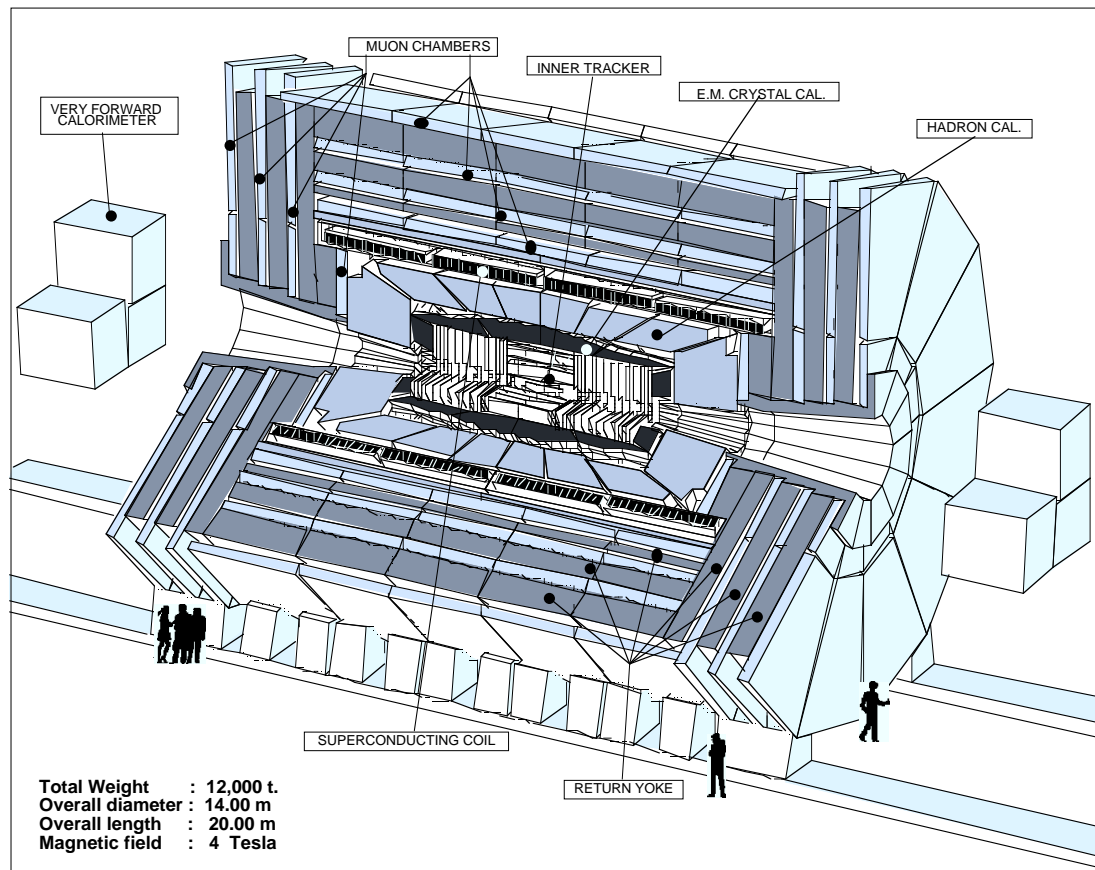 MUON CHAMBERS
INNER TRACKER
E.M. CRYSTAL CAL.
VERY FORWARD
CALORIMETER
HADRON CAL.
SUPERCONDUCTING COIL
RETURN YOKE
Total Weight : 12,000 t.
Overall diameter : 14.00 m
Overall length : 20.00 m
Magnetic field : 4 Tesla